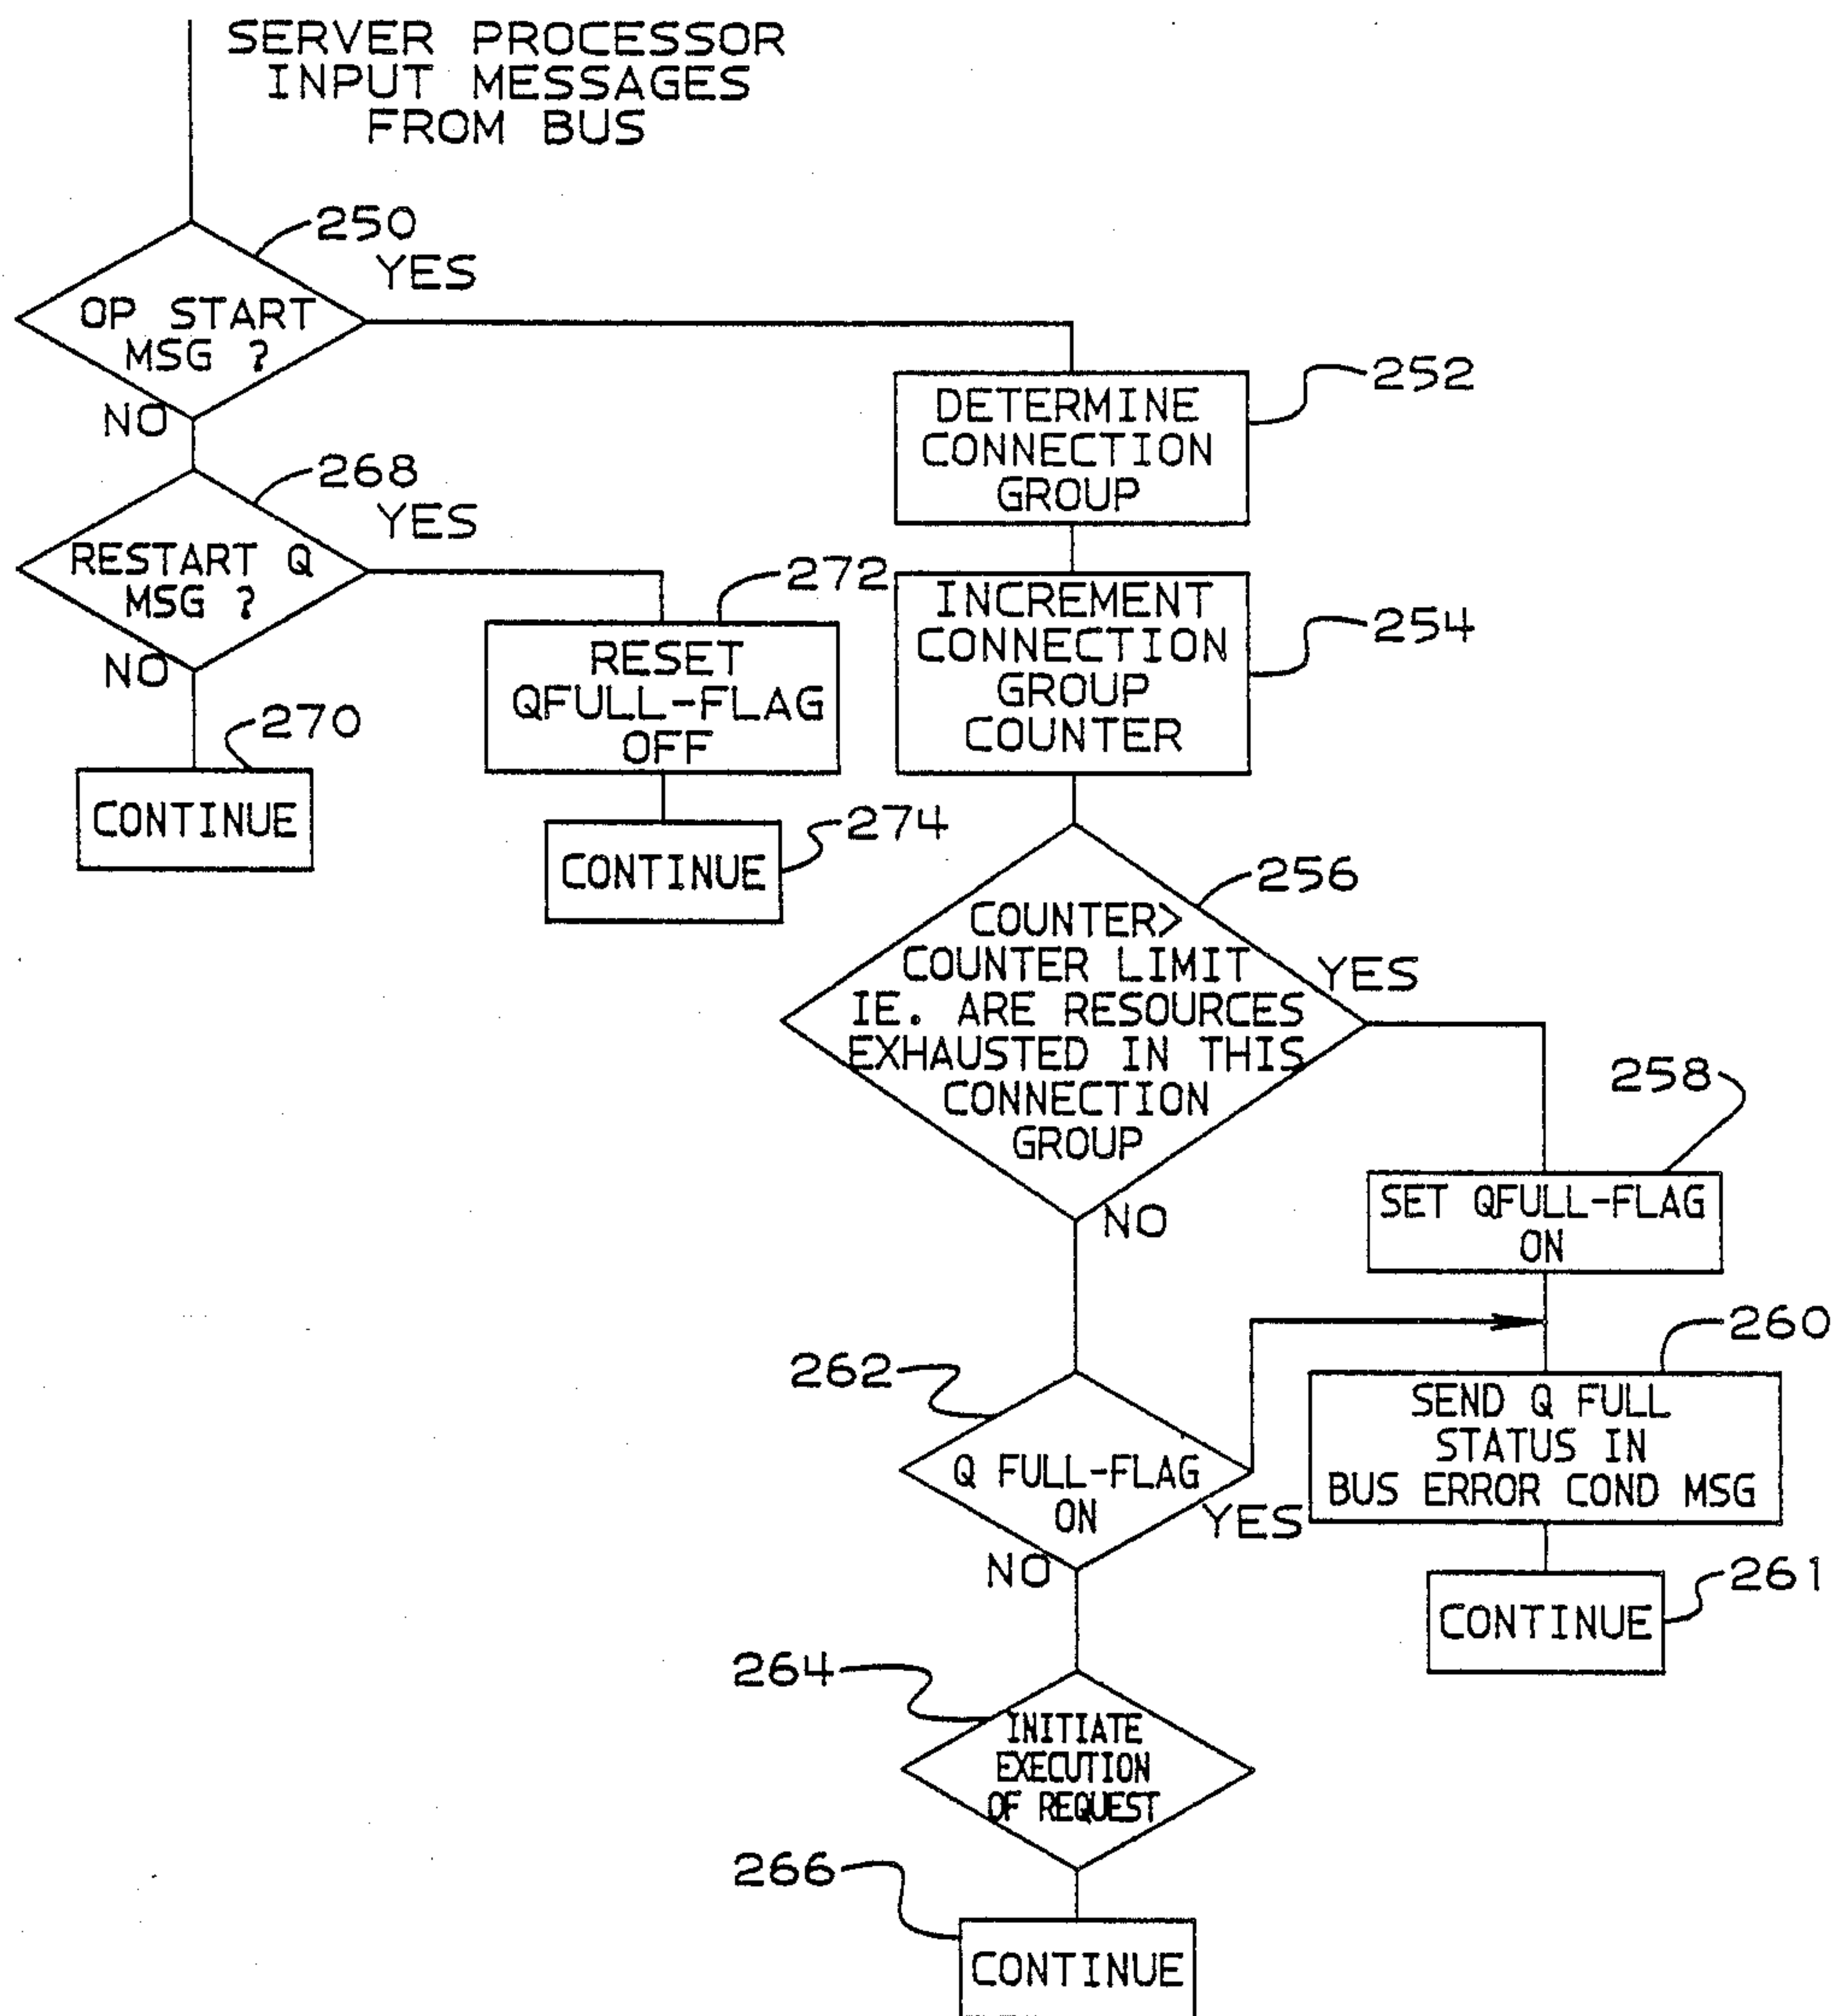 SERVER PROCESSOR
INPUT MESSAGES
FROM BUS
250
YES
OP START
MSG ?
NO
252
DETERMINE
CONNECTION
GROUP
268
YES
RESTART Q
MSG ?
NO
272
RESET
QFULL-FLAG
OFF
254
INCREMENT
CONNECTION
GROUP
COUNTER
270
CONTINUE
274
CONTINUE
256
COUNTER>
COUNTER LIMIT
IE. ARE RESOURCES
EXHAUSTED IN THIS
CONNECTION
GROUP
YES
NO
258
SET QFULL-FLAG
ON
260
SEND Q FULL
STATUS IN
BUS ERROR COND MSG
261
CONTINUE
262
Q FULL-FLAG
ON
YES
NO
264
INITIATE
EXECUTION
OF REQUEST
266
CONTINUE